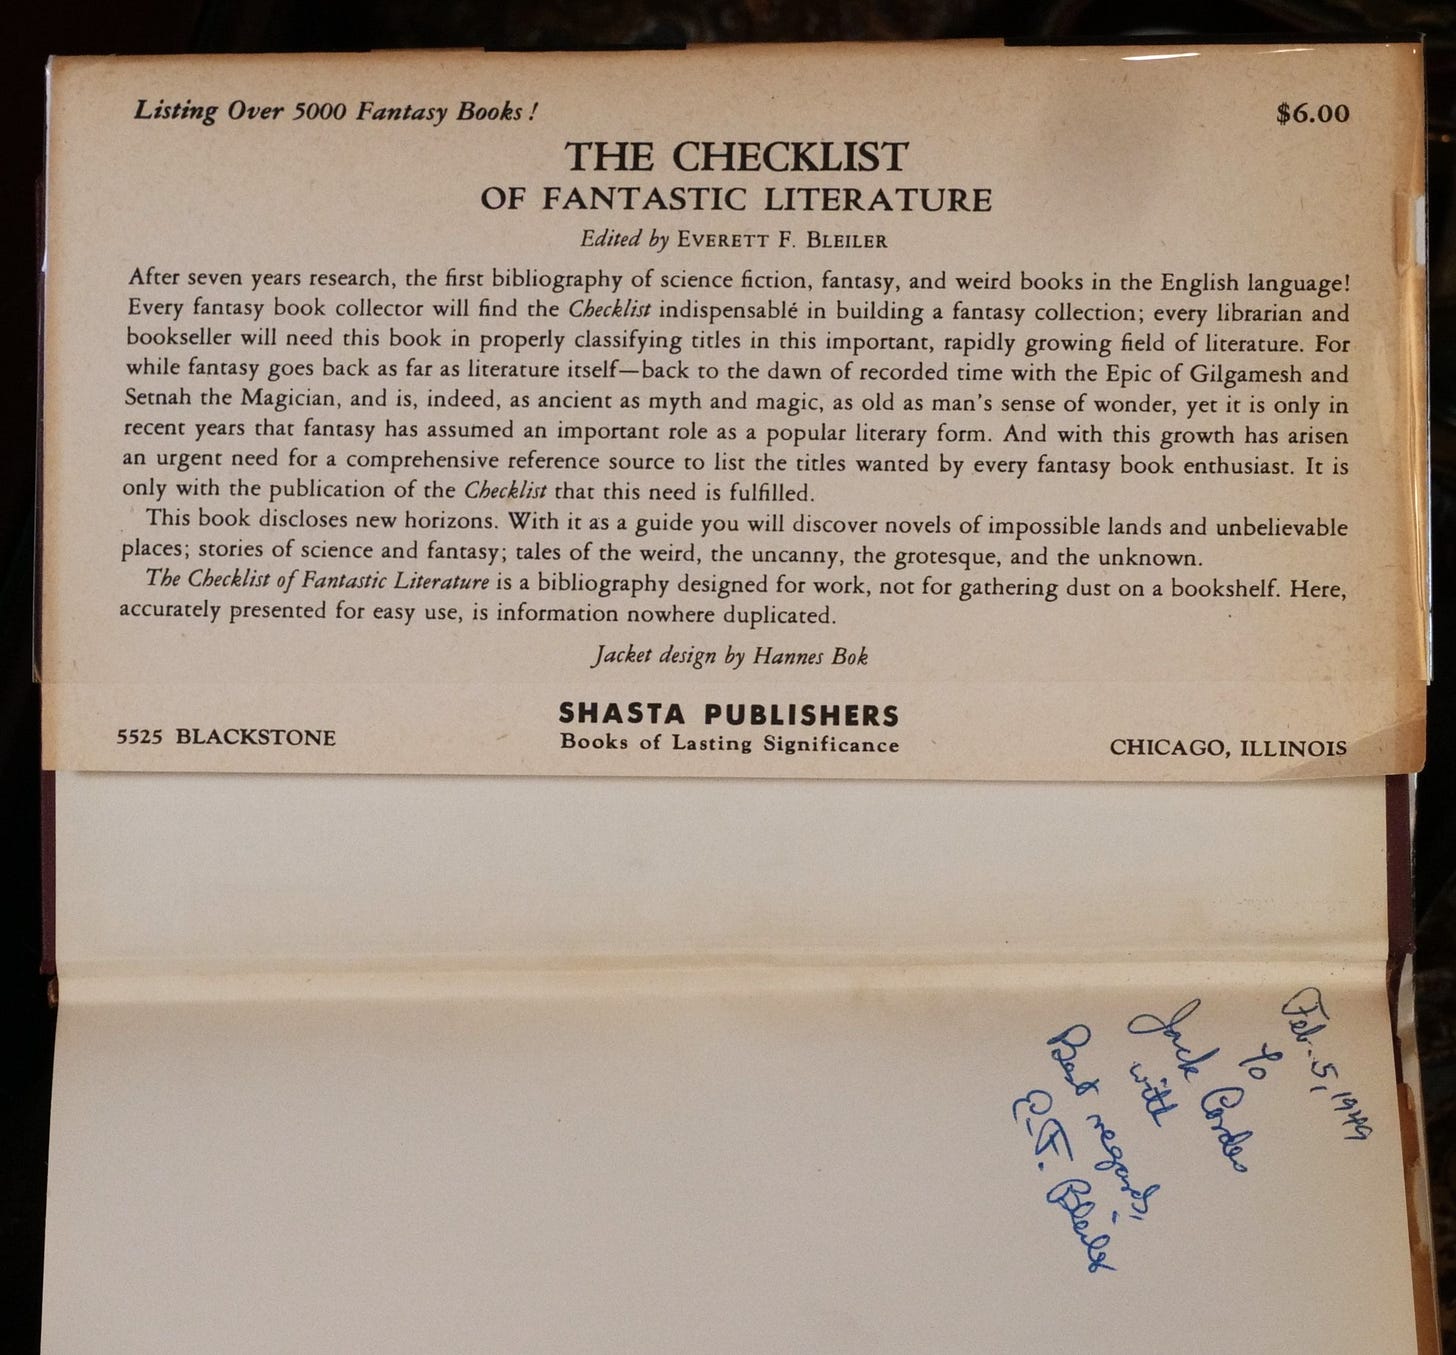 Listing Over 5000 Fantasy Books! $6.00
THE CHECKLIST
OF FANTASTIC LITERATURE
Edited by EVERETT F. BLEILER
After seven years research, the first bibliography of science fiction, fantasy, and weird books in the English language!
Every fantasy book collector will find the Checklist indispensablé in building a fantasy collection; every librarian and
bookseller will need this book in properly classifying titles in this important, rapidly growing field of literature. For
while fantasy goes back as far as literature itself—back to the dawn of recorded time with the Epic of Gilgamesh and
Setnah the Magician, and is, indeed, as ancient as myth and magic, as old as man's sense of wonder, yet it is only in
recent years that fantasy has assumed an important role as a popular literary form. And with this growth has arisen
an urgent need for a comprehensive reference source to list the titles wanted by every fantasy book enthusiast. It is
only with the publication of the Checklist that this need is fulfilled.
This book discloses new horizons. With it as a guide you will discover novels of impossible lands and unbelievable
places; stories of science and fantasy; tales of the weird, the uncanny, the grotesque, and the unknown.
The Checklist of Fantastic Literature is a bibliography designed for work, not for gathering dust on a bookshelf. Here,
accurately presented for easy use, is information nowhere duplicated.
Jacket design by Hannes Bok
SHASTA PUBLISHERS
5525 BLACKSTONE Books of Lasting Significance CHICAGO, ILLINOIS
Feb. 5, 1949
To
Jack Cordes
with
Best regards,
E.F. Bleiler